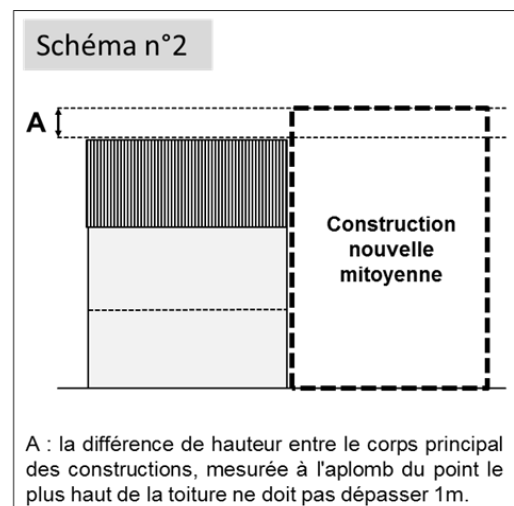 Schéma n°2
A
Construction
nouvelle
mitoyenne
A : la différence de hauteur entre le corps principal
des constructions, mesurée à l'aplomb du point le
plus haut de la toiture ne doit pas dépasser 1m.